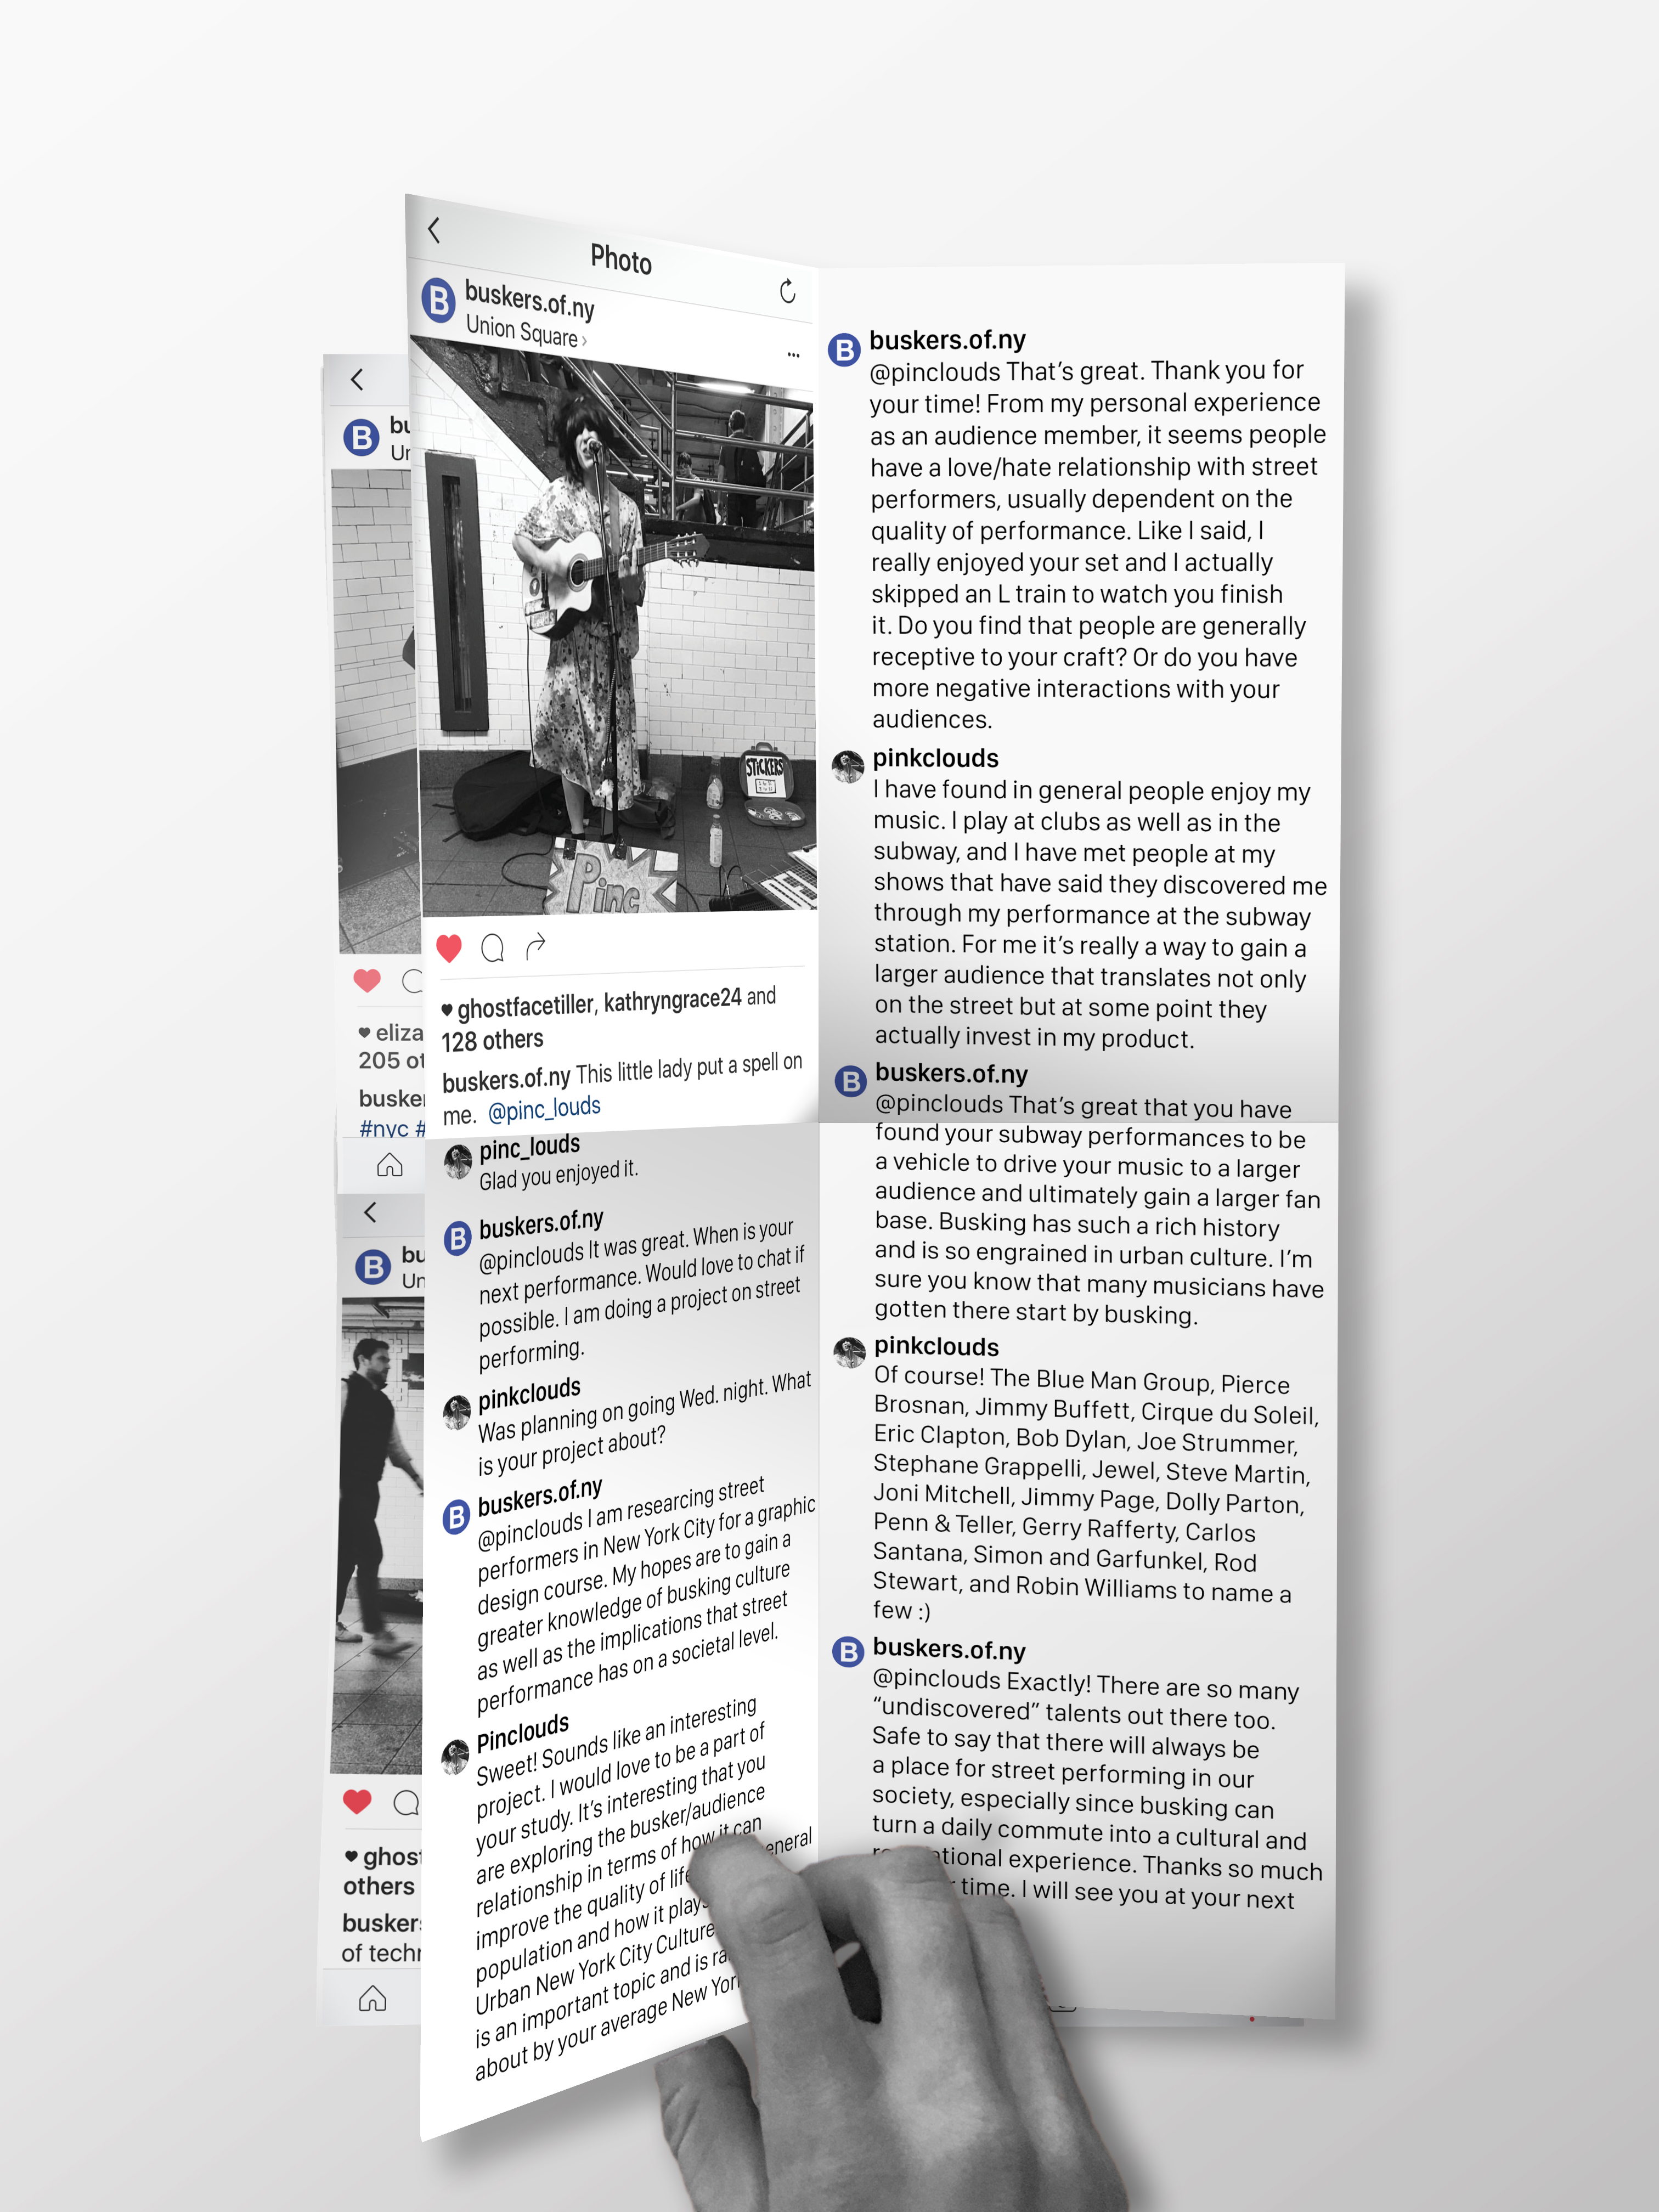 Photo
B buskers.of.ny
Union Square
STICKERS
Pinc
ghostfacetiller, kathryngrace24 and
128 others
buskers.of.ny This little lady put a spell on
me. @pinc_louds
pinc_louds
Glad you enjoyed it.
B buskers.of.ny
@pinclouds It was great. When is your
next performance. Would love to chat if
possible. I am doing a project on street
performing.
pinkclouds
Was planning on going Wed. night. What
is your project about?
B buskers.of.ny
@pinclouds I am researcing street
performers in New York City for a graphic
design course. My hopes are to gain a
greater knowledge of busking culture
as well as the implications that street
performance has on a societal level.
Pinclouds
Sweet! Sounds like an interesting
project. I would love to be a part of
your study. It's interesting that you
are exploring the busker/audience
relationship in terms of how it can
improve the quality of life
population and how it plays
Urban New York City Culture
is an important topic and is
about by your average New
B buskers.of.ny
@pinclouds That's great. Thank you for
your time! From my personal experience
as an audience member, it seems people
have a love/hate relationship with street
performers, usually dependent on the
quality of performance. Like I said, I
really enjoyed your set and I actually
skipped an L train to watch you finish
it. Do you find that people are generally
receptive to your craft? Or do you have
more negative interactions with your
audiences.
pinkclouds
I have found in general people enjoy my
music. I play at clubs as well as in the
subway, and I have met people at my
shows that have said they discovered me
through my performance at the subway
station. For me it's really a way to gain a
larger audience that translates not only
on the street but at some point they
actually invest in my product.
B buskers.of.ny
@pinclouds That's great that you have
found your subway performances to be
a vehicle to drive your music to a larger
audience and ultimately gain a larger fan
base. Busking has such a rich history
and is so engrained in urban culture. I'm
sure you know that many musicians have
gotten there start by busking.
pinkclouds
Of course! The Blue Man Group, Pierce
Brosnan, Jimmy Buffett, Cirque du Soleil,
Eric Clapton, Bob Dylan, Joe Strummer,
Stephane Grappelli, Jewel, Steve Martin,
Joni Mitchell, Jimmy Page, Dolly Parton,
Penn & Teller, Gerry Rafferty, Carlos
Santana, Simon and Garfunkel, Rod
Stewart, and Robin Williams to name a
few :)
B buskers.of.ny
@pinclouds Exactly! There are so many
“undiscovered” talents out there too.
Safe to say that there will always be
a place for street performing in our
society, especially since busking can
turn a daily commute into a cultural and
experience. Thanks so much
time. I will see you at your next
B
205
#nyc #
B
others
of